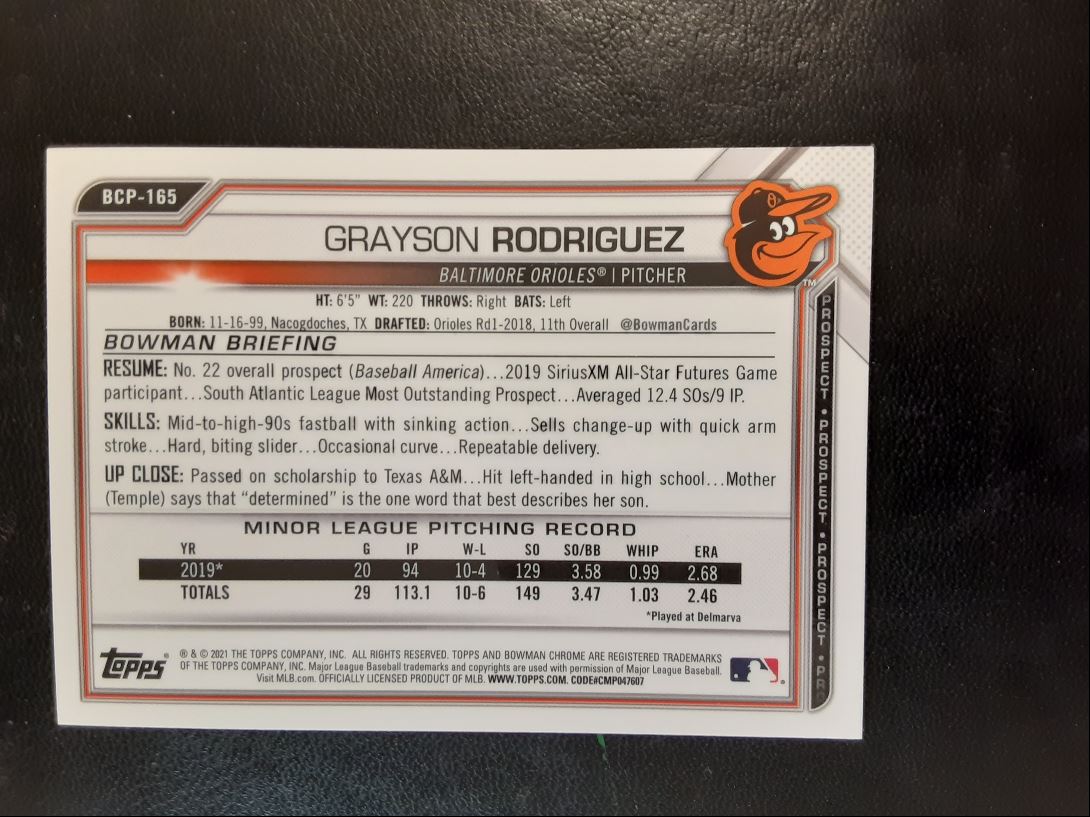 BCP-165
GRAYSON RODRIGUEZ
BALTIMORE ORIOLES® | PITCHER
TM
HT: 6'5" WT: 220 THROWS: Right BATS: Left
BORN: 11-16-99, Nacogdoches, TX DRAFTED: Orioles Rd1-2018, 11th Overall @BowmanCards
BOWMAN BRIEFING
RESUME: No. 22 overall prospect (Baseball America)...2019 SiriusXM All-Star Futures Game
participant...South Atlantic League Most Outstanding Prospect...Averaged 12.4 SOs/9 IP.
SKILLS: Mid-to-high-90s fastball with sinking action...Sells change-up with quick arm
stroke...Hard, biting slider...Occasional curve...Repeatable delivery.
UP CLOSE: Passed on scholarship to Texas A&M...Hit left-handed in high school...Mother
(Temple) says that "determined" is the one word that best describes her son.
MINOR LEAGUE PITCHING RECORD
YR G IP W-L SO SO/BB WHIP ERA
2019* 20 94 10-4 129 3.58 0.99 2.68
TOTALS 29 113.1 10-6 149 3.47 1.03 2.46
*Played at Delmarva
topps®
® & © 2021 THE TOPPS COMPANY, INC. ALL RIGHTS RESERVED. TOPPS AND BOWMAN CHROME ARE REGISTERED TRADEMARKS
OF THE TOPPS COMPANY, INC. Major League Baseball trademarks and copyrights are used with permission of Major League Baseball.
Visit MLB.com. OFFICIALLY LICENSED PRODUCT OF MLB. WWW.TOPPS.COM. CODE#CMP047607
PROSPECT • PROSPECT • PROSPECT • PR